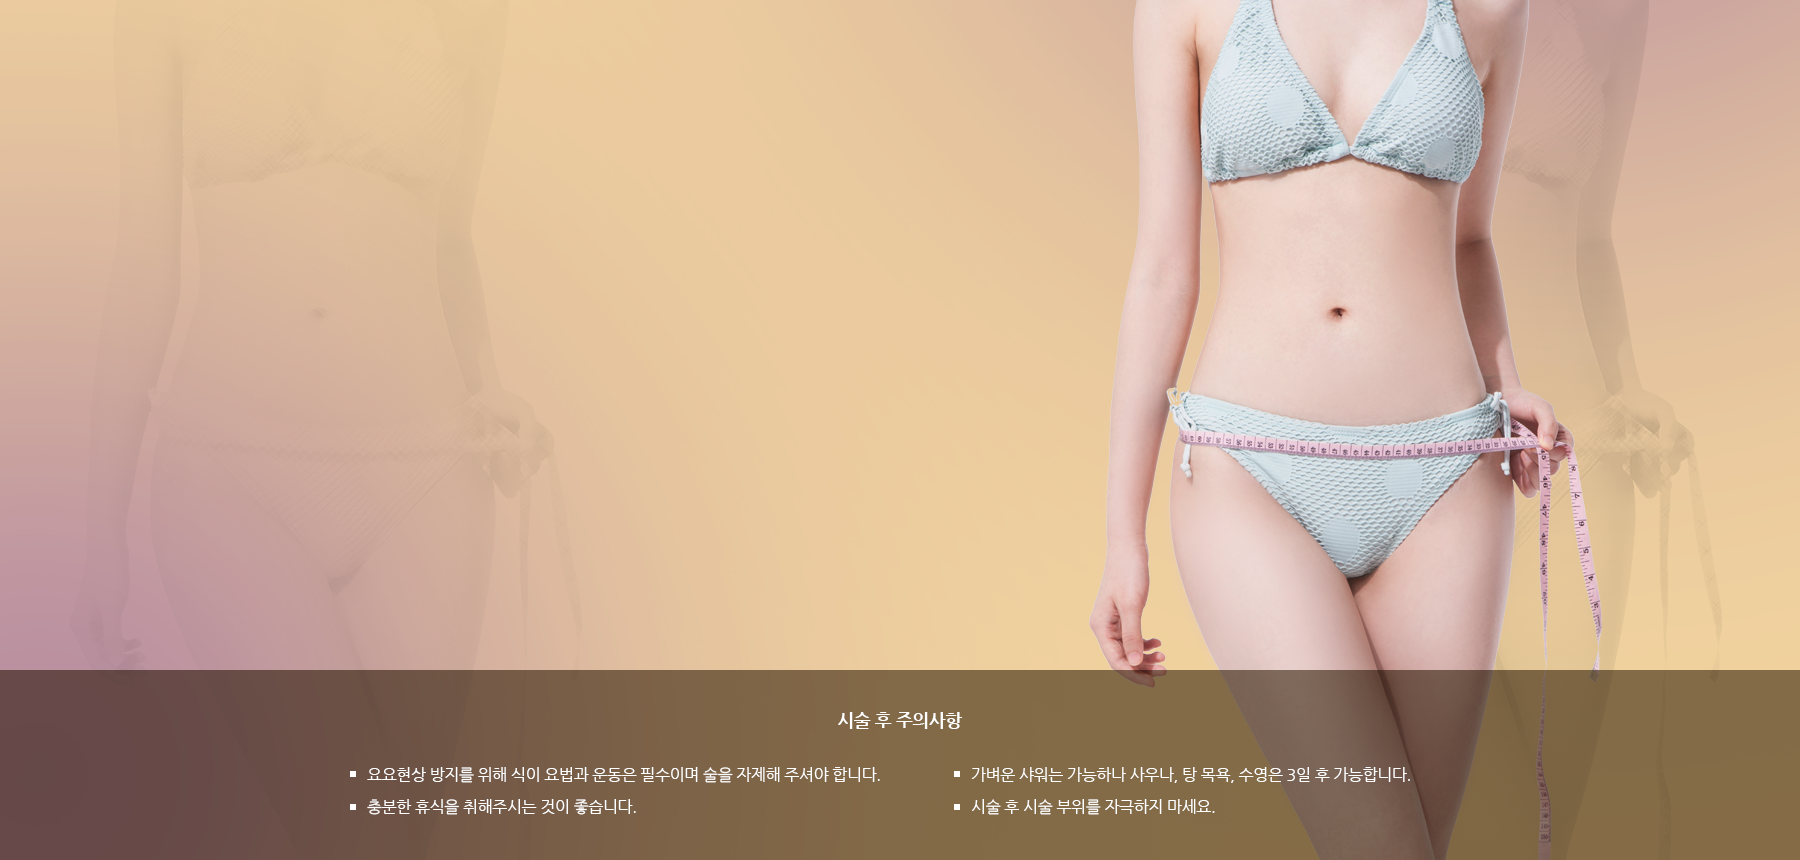 시술 후 주의사항
요요현상 방지를 위해 식이 요법과 운동은 필수이며 술을 자제해 주셔야 합니다.
충분한 휴식을 취해주시는 것이 좋습니다.
가벼운 샤워는 가능하나 사우나, 탕 목욕, 수영은 3일 후 가능합니다.
시술 후 시술 부위를 자극하지 마세요.